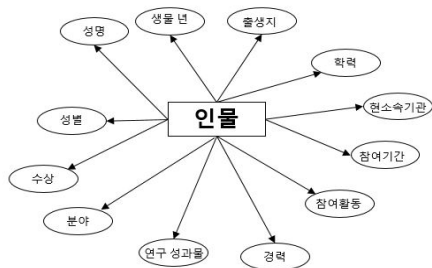 생몰 년
출생지
성명
학력
현소속기관
성별
인물
참여기간
수상
참여활동
분야
연구 성과물
경력